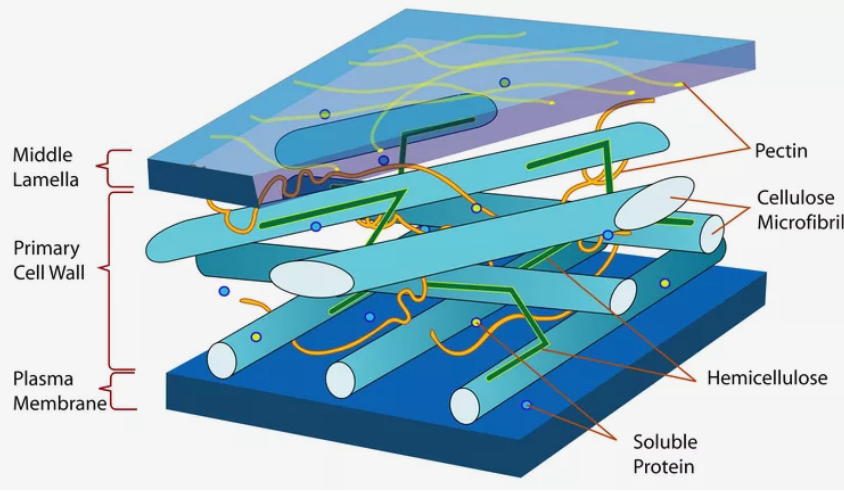 Middle
Lamella
Primary
Cell Wall
Plasma
Membrane
Pectin
Cellulose
Microfibril
Hemicellulose
Soluble
Protein